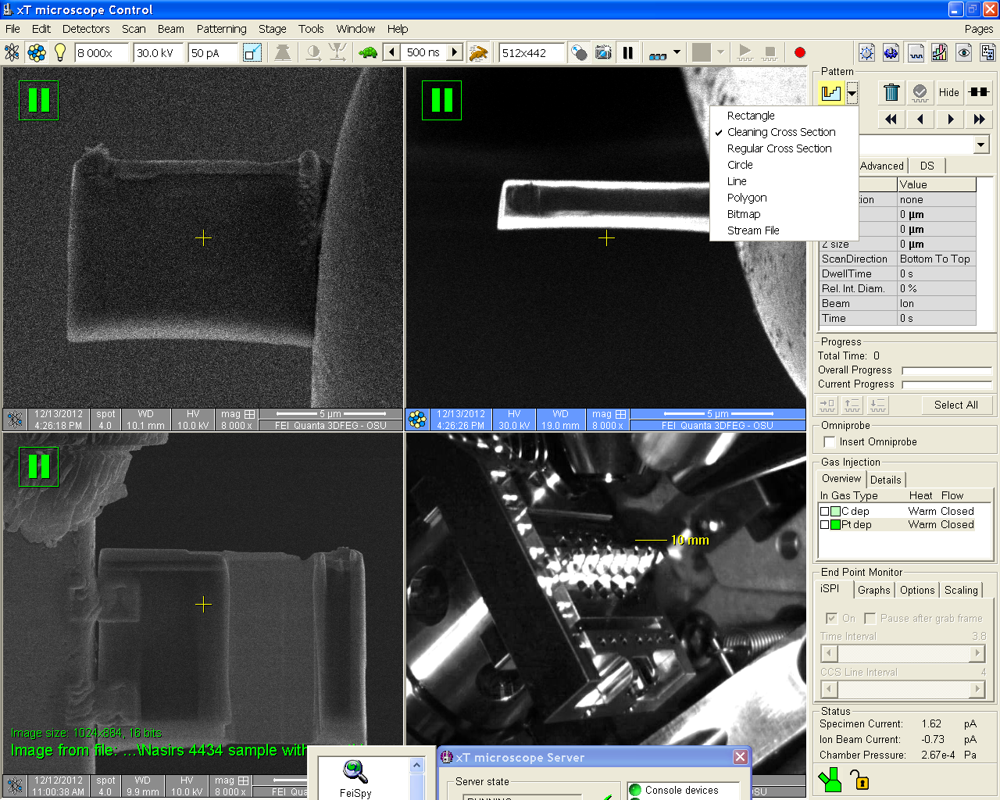 xT microscope Control
File Edit Detectors Scan Beam Patterning Stage Tools Window Help Pages
8 000x 30.0 kV 50 pA 500 ns 512x442
Pattern
Hide
Rectangle
Cleaning Cross Section
Regular Cross Section
Circle
Line
Polygon
Bitmap
Stream File
Advanced DS
Value
none
0 µm
0 µm
Z size 0 µm
ScanDirection Bottom To Top
DwellTime 0 s
Rel. Int. Diam. 0 %
Beam Ion
Time 0 s
Progress
Total Time: 0
Overall Progress
Current Progress
Select All
Omniprobe
Insert Omniprobe
Gas Injection
Overview Details
In Gas Type Heat Flow
C dep Warm Closed
Pt dep Warm Closed
End Point Monitor
iSPI Graphs Options Scaling
On Pause after grab frame
Time Interval 3.8
CCS Line Interval 4
Status
Specimen Current: 1.62 pA
Ion Beam Current: -0.73 pA
Chamber Pressure: 2.67e-4 Pa
12/13/2012 spot WD HV mag 5 µm
4:26:18 PM 4.0 10.1 mm 10.0 kV 8 000 x FEI Quanta 3DFEG - OSU
12/13/2012 HV WD mag 5 µm
4:26:26 PM 30.0 kV 19.0 mm 8 000 x FEI Quanta 3DFEG - OSU
10 mm
Image size: 1024x884, 16 bits
Image from file: ...\Nasirs 4434 sample with
12/12/2012 spot WD HV mag
11:00:38 AM 4.0 9.9 mm 10.0 kV 8 000 x FEI Quanta
FeiSpy
xT microscope Server
Server state
RUNNING
Console devices